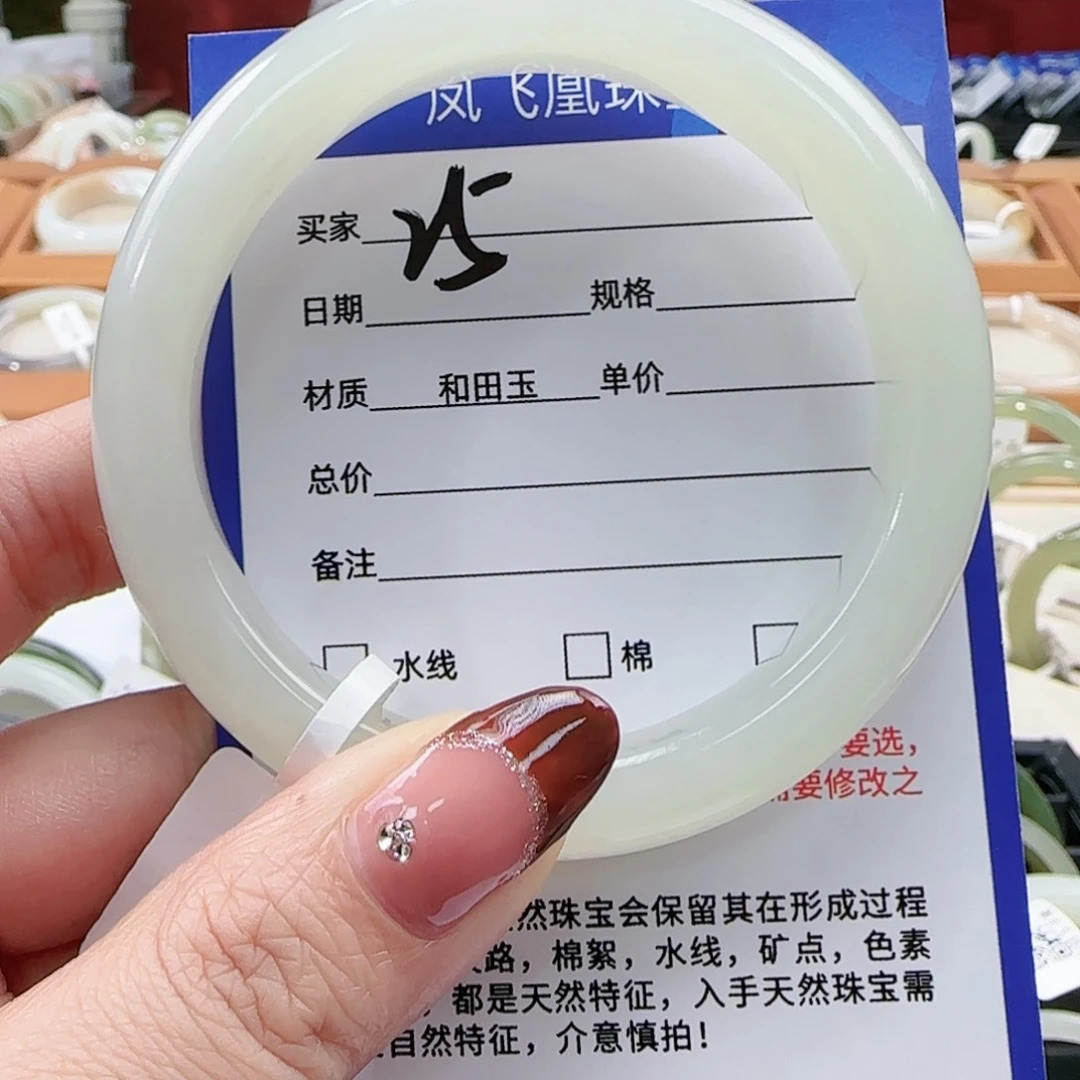 凤飞凰珠
买家
日期 规格
材质 和田玉 单价
总价
备注
水线 棉
要选，
要修改之
然珠宝会保留其在形成过程
路，棉絮，水线，矿点，色素
都是天然特征，入手天然珠宝需
自然特征，介意慎拍！